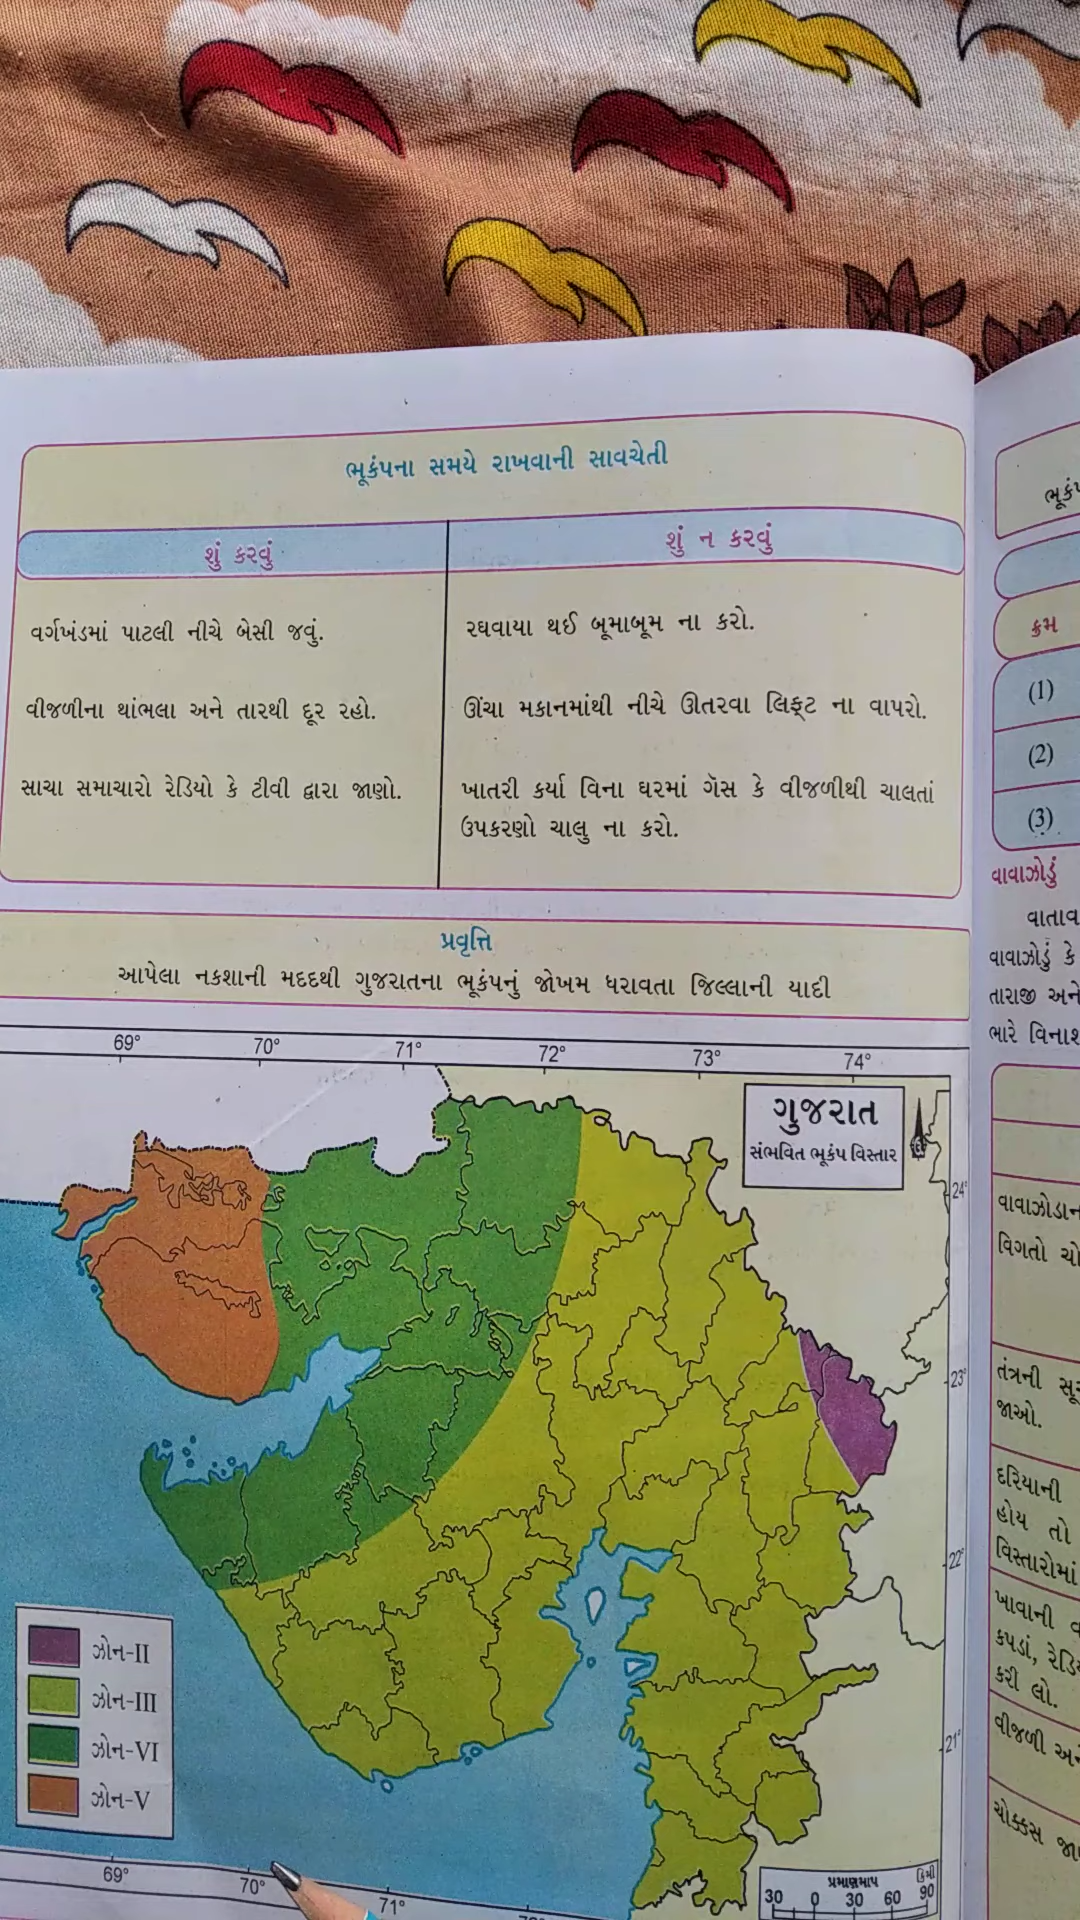 ભૂકંપના સમયે રાખવાની સાવચેતી
શું કરવું
શું ન કરવું
વર્ગખંડમાં પાટલી નીચે બેસી જવું.
રઘવાયા થઈ બૂમાબૂમ ના કરો.
વીજળીના થાંભલા અને તારથી દૂર રહો.
ઊંચા મકાનમાંથી નીચે ઊતરવા લિફ્ટ ના વાપરો.
સાચા સમાચારો રેડિયો કે ટીવી દ્વારા જાણો.
ખાતરી કર્યા વિના ઘરમાં ગૅસ કે વીજળીથી ચાલતાં
ઉપકરણો ચાલુ ના કરો.
પ્રવૃત્તિ
આપેલા નકશાની મદદથી ગુજરાતના ભૂકંપનું જોખમ ધરાવતા જિલ્લાની યાદી
69° 70° 71° 72° 73° 74°
ગુજરાત
સંભવિત ભૂકંપ વિસ્તાર
24°
23°
22°
21°
ઝોન-II
ઝોન-III
ઝોન-VI
ઝોન-V
69° 70° 71°
પ્રમાણમાપ કિમી
30 0 30 60 90
ક્રમ
(1)
(2)
(3)
વાવાઝોડું
વાવાઝોડું કે
તારાજી અને
ભારે
તંત્રની
જાઓ.
દરિયાની
હોય તો
વિસ્તારોમાં
ખાવાની
કપડાં,
કરી લો.
વીજળી અને
ચોક્કસ